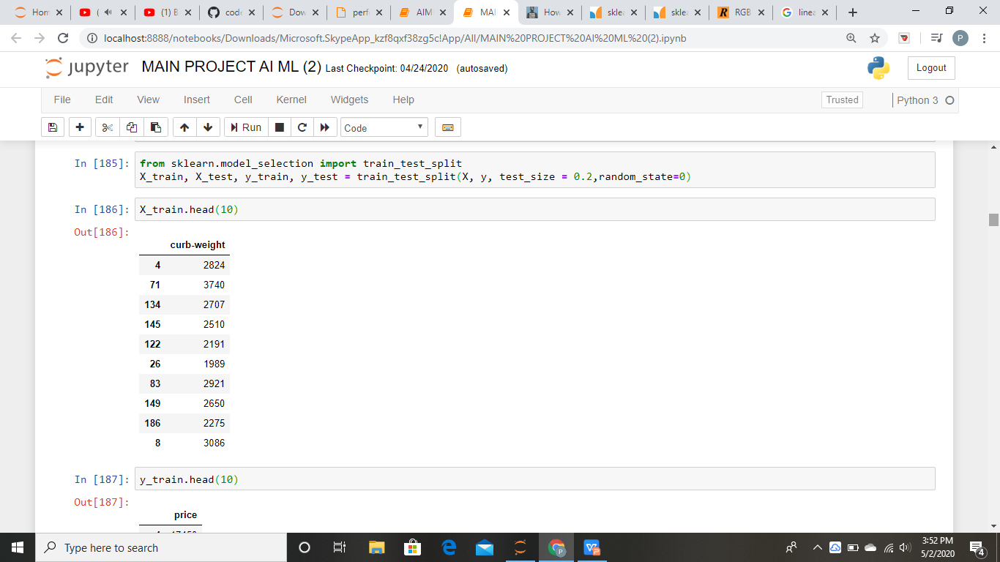 Hom
(
(1) B
code
Dow
perf
AIM
MAI
How
sklea
sklea
R
RGB
G
linea
localhost:8888/notebooks/Downloads/Microsoft.SkypeApp_kzf8qxf38zg5c!App/All/MAIN%20PROJECT%20AI%20ML%20(2).ipynb
P
jupyter MAIN PROJECT AI ML (2) Last Checkpoint: 04/24/2020 (autosaved)
Logout
File Edit View Insert Cell Kernel Widgets Help
Trusted
Python 3
Run
Code
In [185]: from sklearn.model_selection import train_test_split
X_train, X_test, y_train, y_test = train_test_split(X, y, test_size = 0.2,random_state=0)
In [186]: X_train.head(10)
Out[186]:
curb-weight
4 2824
71 3740
134 2707
145 2510
122 2191
26 1989
83 2921
149 2650
186 2275
8 3086
In [187]: y_train.head(10)
Out[187]:
price
Type here to search
3:52 PM
5/2/2020
4